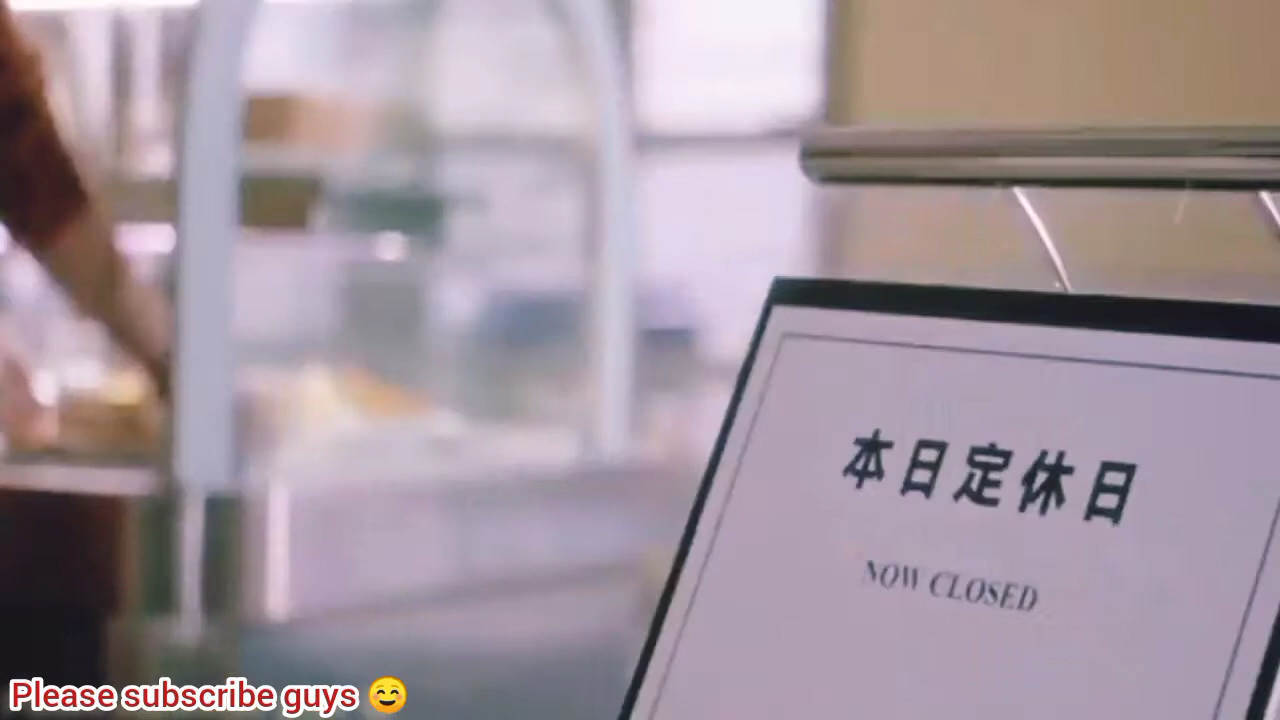 本日定休日
NOW CLOSED
Please subscribe guys ☺️